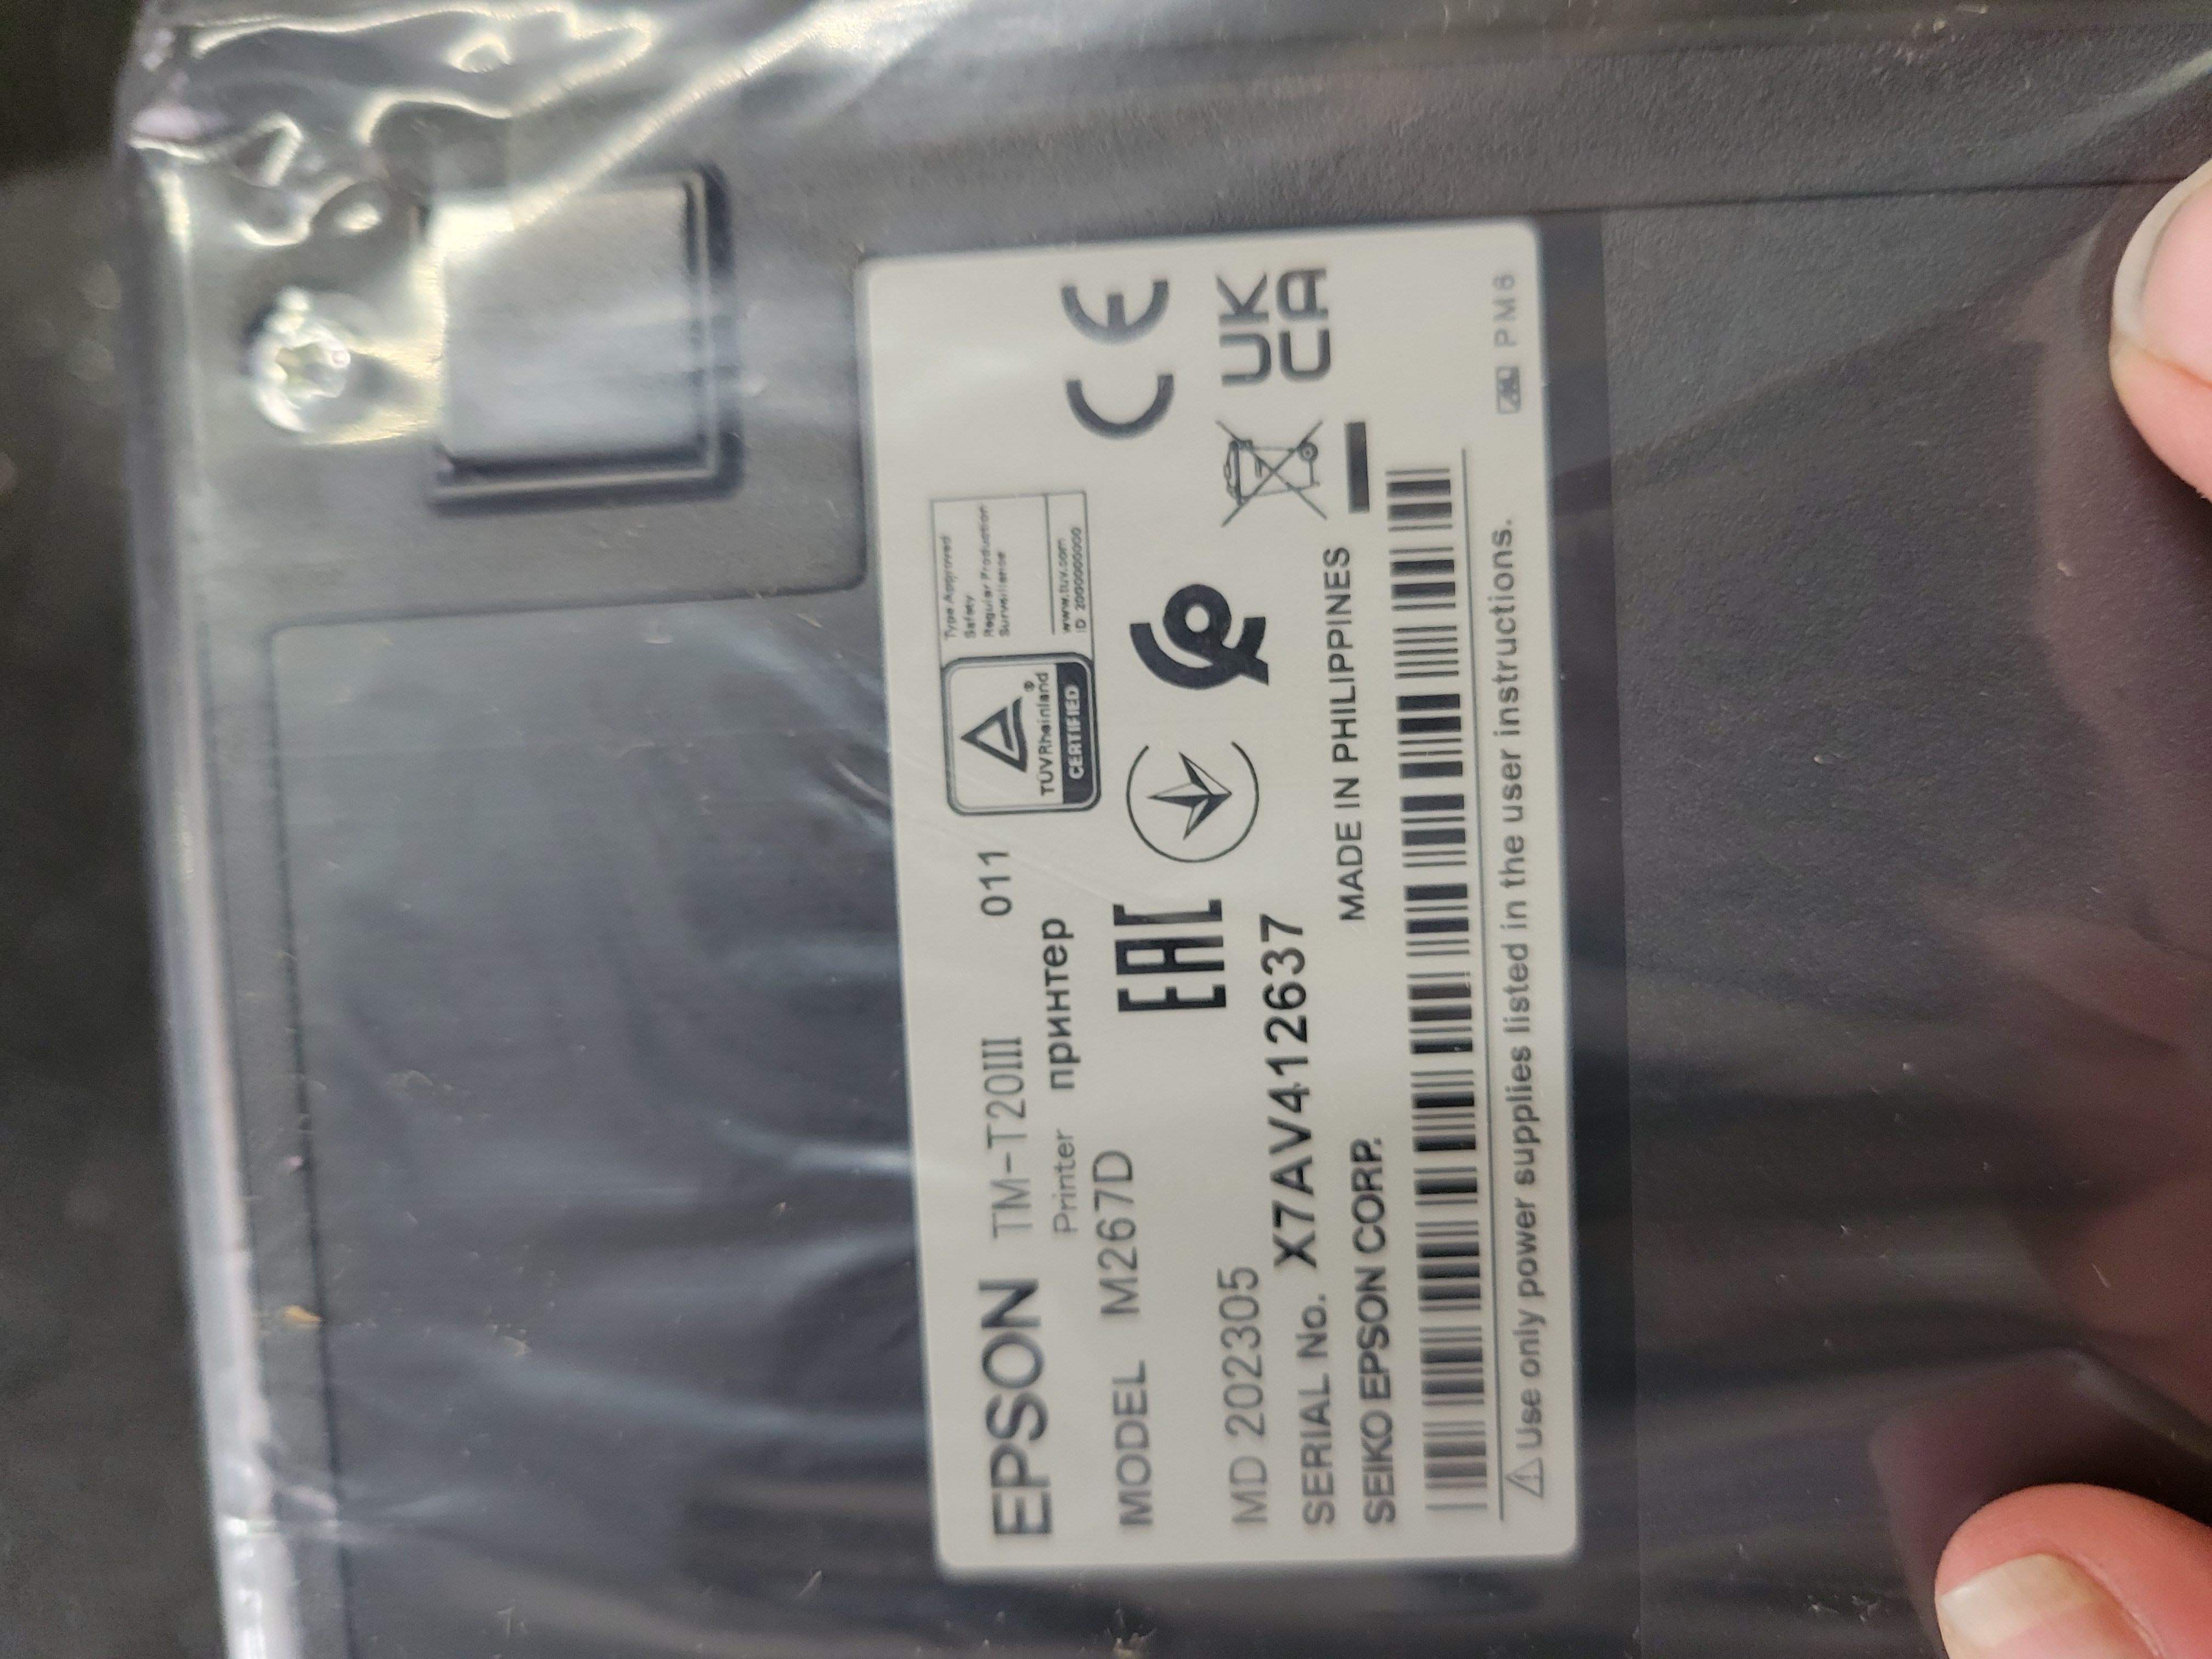 EPSON TM-T20III 011
Printer принтер
MODEL M267D
TÜVRheinland®
CERTIFIED
Type Approved
Safety
Regular Production
Surveillance
www.tuv.com
ID 2000000000
CE
EAC
UK
CA
MD 202305
SERIAL No. X7AV412637
SEIKO EPSON CORP. MADE IN PHILIPPINES
Use only power supplies listed in the user instructions.
PM6